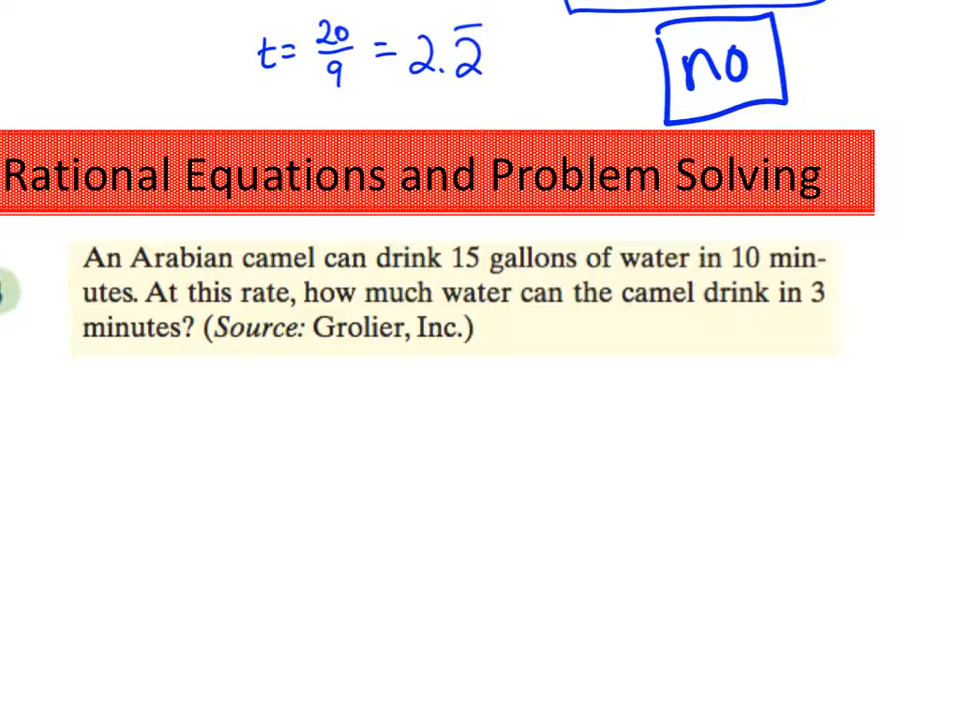 t = 20/9 = 2.2̅
no
Rational Equations and Problem Solving
An Arabian camel can drink 15 gallons of water in 10 min-
utes. At this rate, how much water can the camel drink in 3
minutes? (Source: Grolier, Inc.)